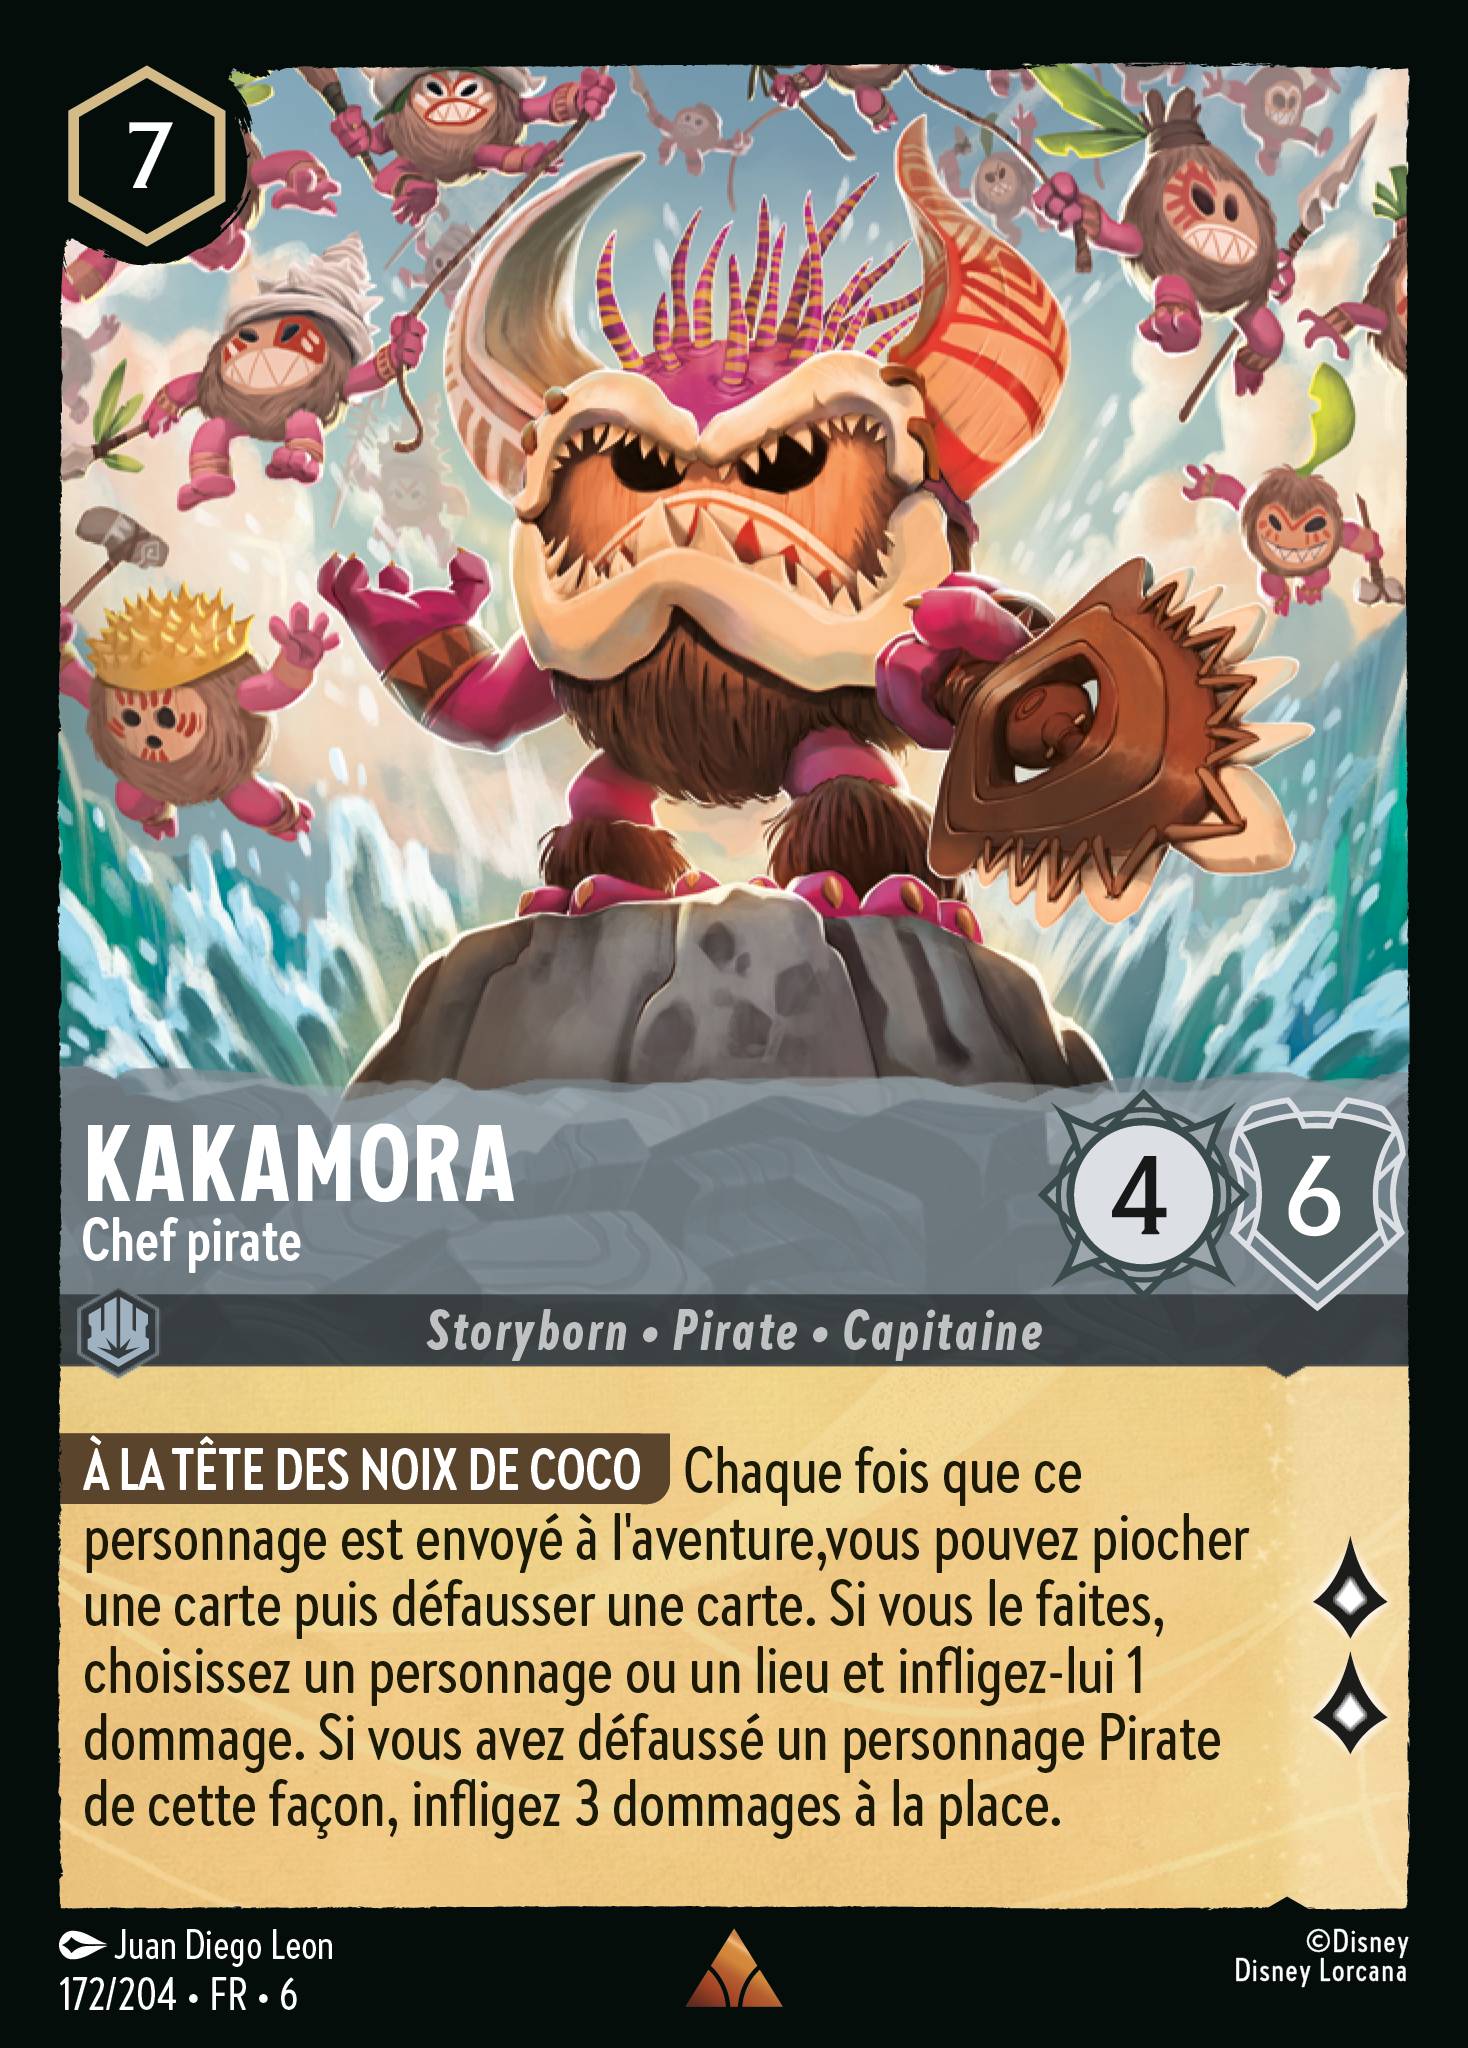 7
KAKAMORA
Chef pirate
4
6
Storyborn • Pirate • Capitaine
À LA TÊTE DES NOIX DE COCO Chaque fois que ce
personnage est envoyé à l'aventure,vous pouvez piocher
une carte puis défausser une carte. Si vous le faites,
choisissez un personnage ou un lieu et infligez-lui 1
dommage. Si vous avez défaussé un personnage Pirate
de cette façon, infligez 3 dommages à la place.
Juan Diego Leon
172/204 • FR • 6
©Disney
Disney Lorcana